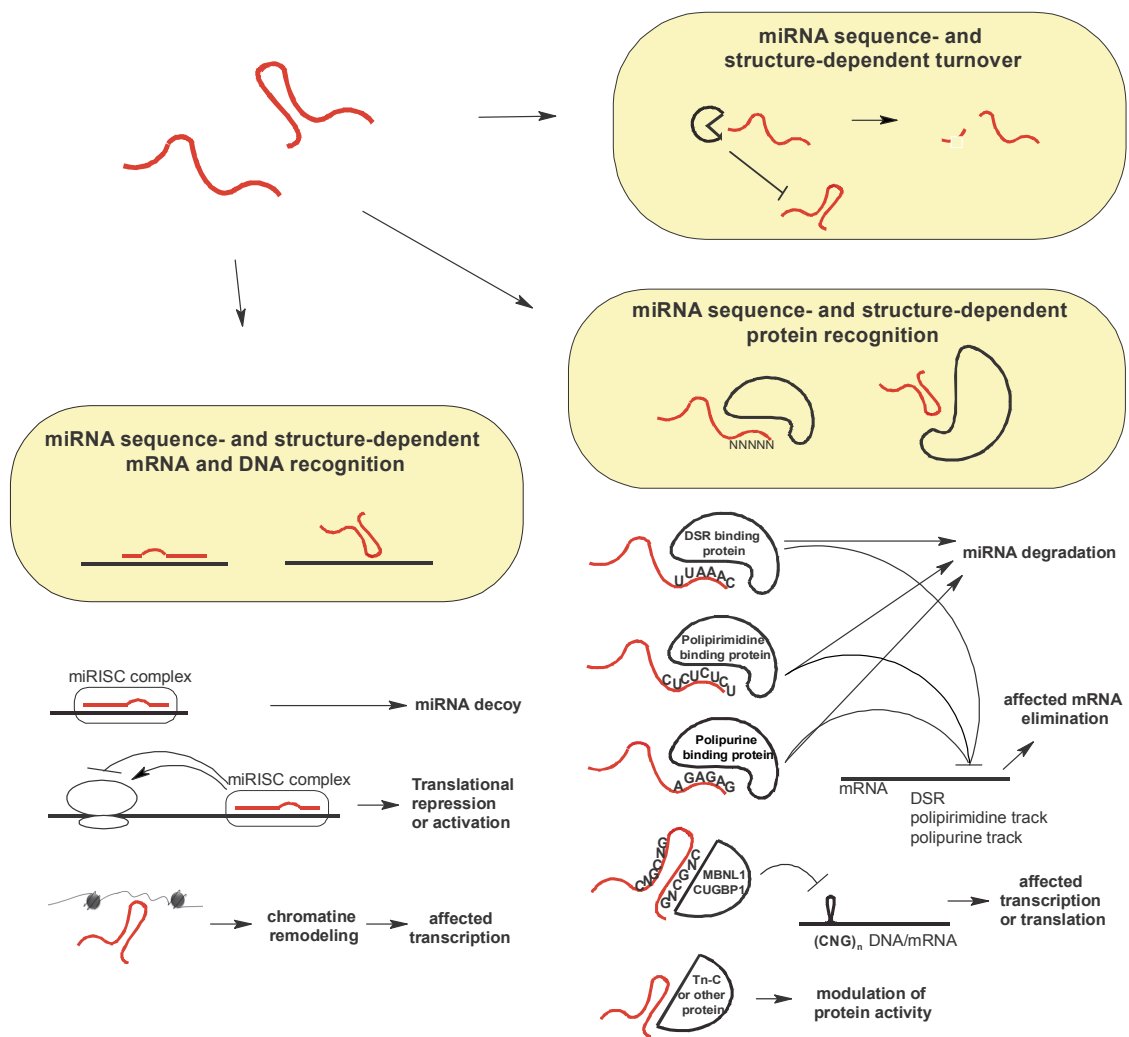 miRNA sequence- and
structure-dependent turnover
miRNA sequence- and structure-dependent
protein recognition
NNNNN
miRNA sequence- and structure-dependent
mRNA and DNA recognition
miRISC complex
miRNA decoy
miRISC complex
Translational
repression
or activation
chromatine
remodeling
affected
transcription
DSR binding
protein
UUAAAC
miRNA degradation
Polipirimidine
binding protein
CUCUCUCU
Polipurine
binding protein
AGAGAG
affected mRNA
elimination
mRNA
DSR
polipirimidine track
polipurine track
CNGCNG
GNCGNC
MBNL1
CUGBP1
(CNG)n DNA/mRNA
affected
transcription
or translation
Tn-C
or other
protein
modulation of
protein activity